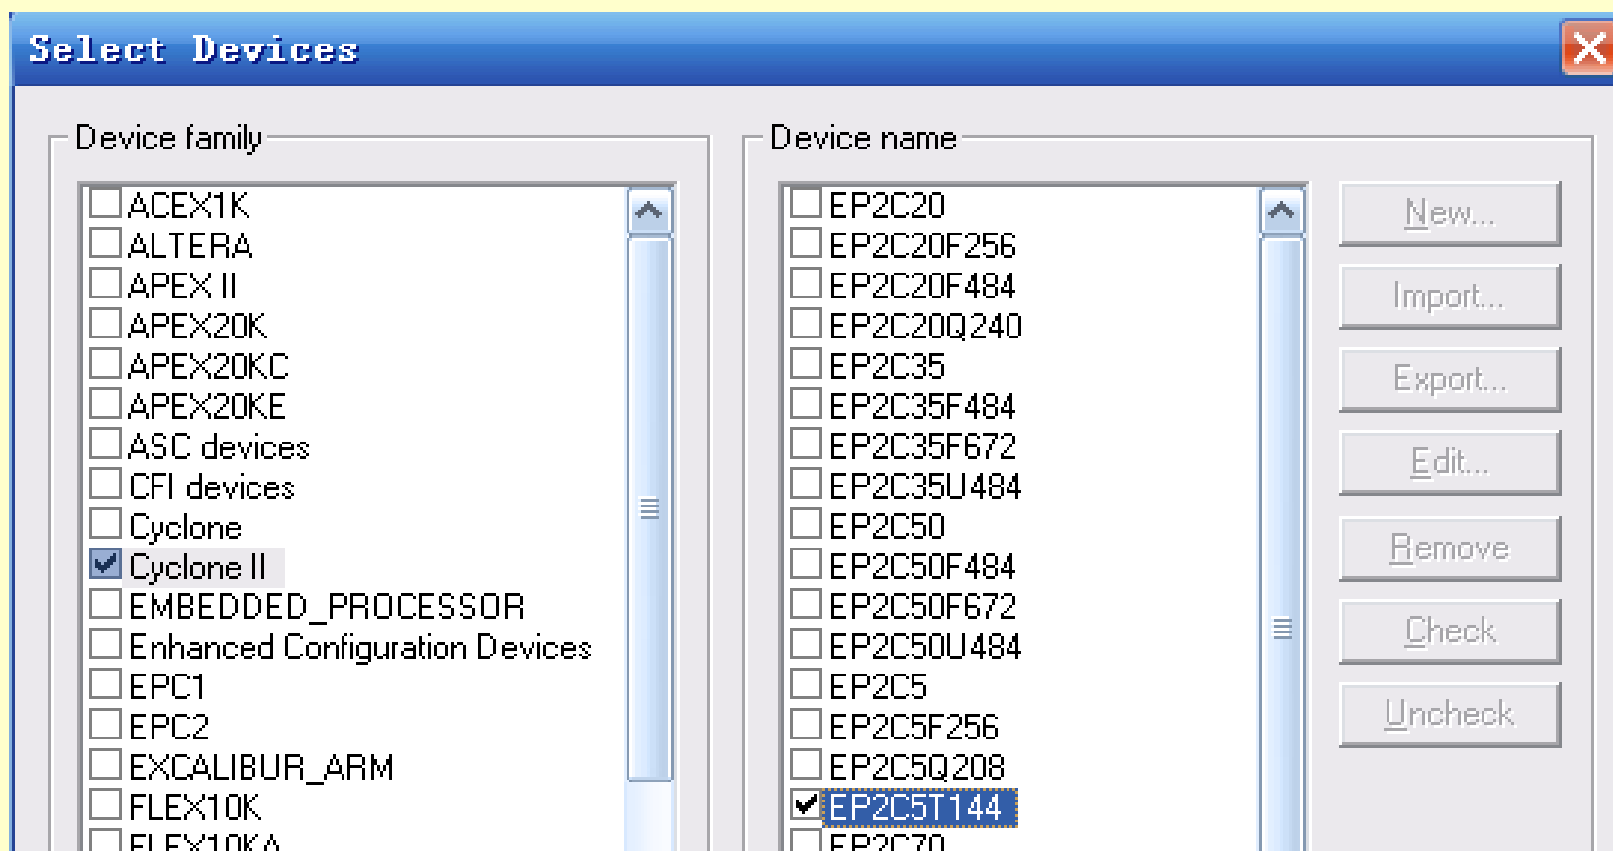 Select Devices
Device family
ACEX1K
ALTERA
APEX II
APEX20K
APEX20KC
APEX20KE
ASC devices
CFI devices
Cyclone
Cyclone II
EMBEDDED_PROCESSOR
Enhanced Configuration Devices
EPC1
EPC2
EXCALIBUR_ARM
FLEX10K
FLEX10KA
Device name
EP2C20
EP2C20F256
EP2C20F484
EP2C20Q240
EP2C35
EP2C35F484
EP2C35F672
EP2C35U484
EP2C50
EP2C50F484
EP2C50F672
EP2C50U484
EP2C5
EP2C5F256
EP2C5Q208
EP2C5T144
EP2C70
New...
Import...
Export...
Edit...
Remove
Check
Uncheck